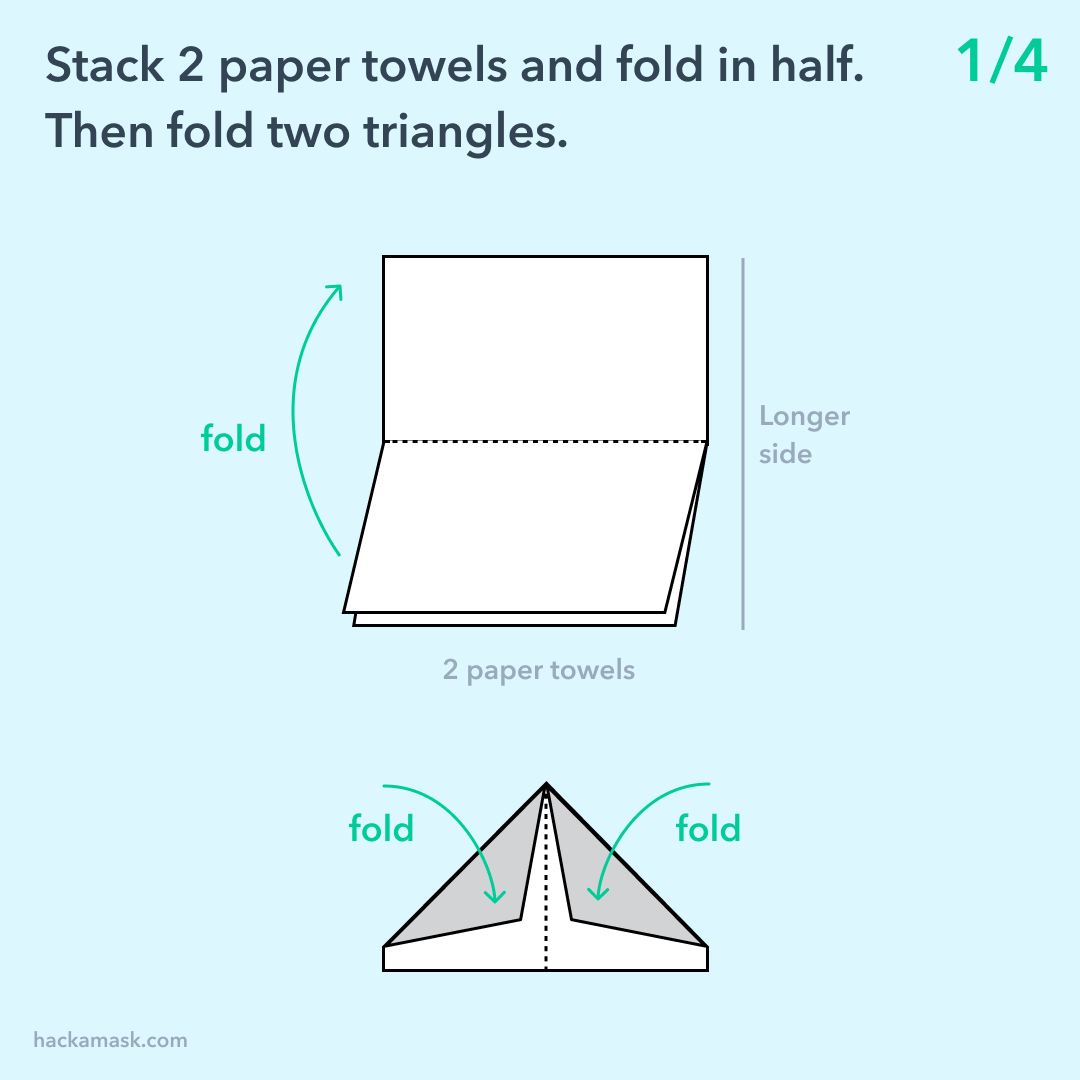 Stack 2 paper towels and fold in half.
Then fold two triangles.
1/4
fold
Longer
side
2 paper towels
fold
fold
hackamask.com